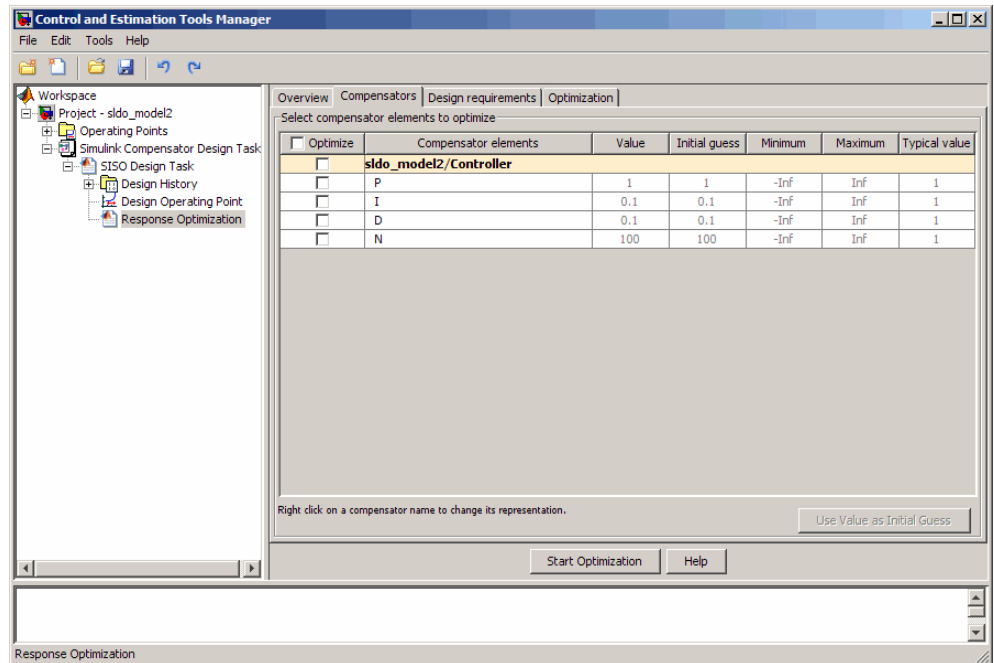 Control and Estimation Tools Manager
File Edit Tools Help
Workspace
Project - sldo_model2
Operating Points
Simulink Compensator Design Task
SISO Design Task
Design History
Design Operating Point
Response Optimization
Overview Compensators Design requirements Optimization
Select compensator elements to optimize
Optimize Compensator elements Value Initial guess Minimum Maximum Typical value
sldo_model2/Controller
P 1 1 -Inf Inf 1
I 0.1 0.1 -Inf Inf 1
D 0.1 0.1 -Inf Inf 1
N 100 100 -Inf Inf 1
Right click on a compensator name to change its representation.
Use Value as Initial Guess
Start Optimization Help
Response Optimization